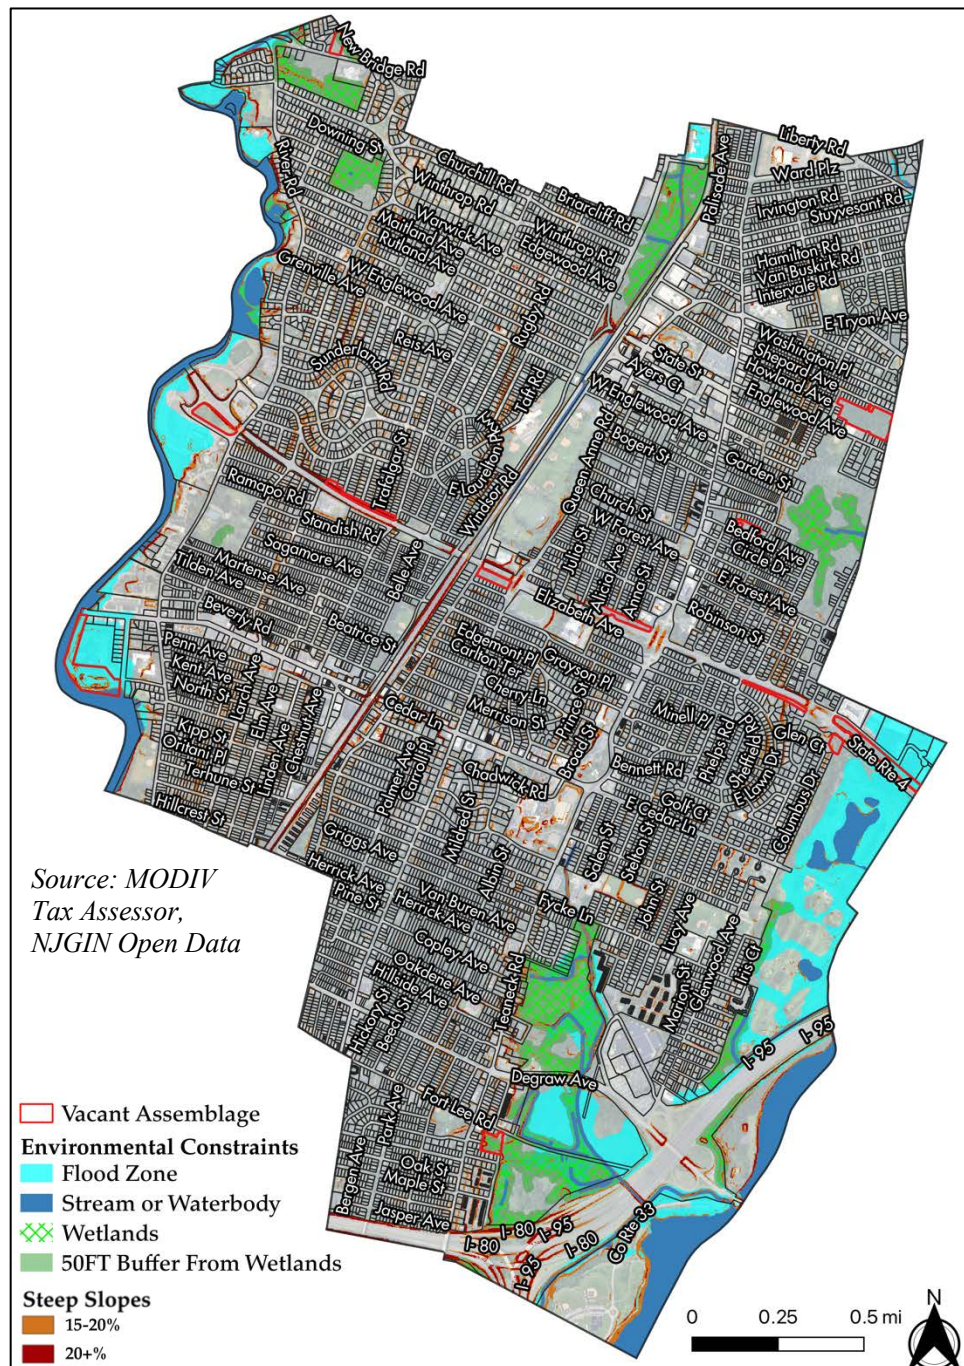 New Bridge Rd
Liberty Rd
Ward Plz
Downing St
Churchill Rd
Palisade Ave
River Rd
Winthrop Rd
Briarcliff Rd
Irvington Rd
Stuyvesant Rd
Warwick Ave
Winthrop Rd
Maitland Ave
Rutland Ave
Edgewood Ave
Hamilton Rd
Van Buskirk Rd
Intervale Rd
Grenville Ave
W Englewood Ave
Rugby Rd
E Tryon Ave
Reis Ave
Washington Pl
Shepard Ave
Howland Ave
Englewood Ave
Sunderland Rd
State St
Ayers Ct
W Englewood Ave
Taft Rd
Bogert St
Garden St
Trafalgar St
E Laurelton Ave
Windsor Rd
Queen Anne Rd
Ramapo Rd
Standish Rd
Church St
W Forest Ave
Bedford Ave
Circle Dr
Julia St
Sagamore Ave
Belle Ave
Martense Ave
Tilden Ave
Anna St
E Forest Ave
Beverly Rd
Beatrice St
Elizabeth Ave
Robinson St
Edgemont Pl
Carlton Ter
Grayson Pl
Penn Ave
Kent Ave
North St
Cherry Ln
Prince St
Minell Pl
Phelps Rd
Sheffield
Glen Ct
State Rte 4
Elm Ave
Chestnut Ave
Linden Ave
Cedar Ln
Morrison St
Broad St
Bennett Rd
E Lawn Dr
Columbus Dr
Kipp St
Oritani Pl
Terhune St
Palmer Ave
Carroll Pl
Chadwick Rd
Golf Ct
E Cedar Ln
Hillcrest St
Griggs Ave
Mildred St
Salem St
Shelton St
Source: MODIV
Tax Assessor,
NJGIN Open Data
Herrick Ave
Pine St
Albin St
Fycke Ln
John St
Lucy Ave
Van Buren Ave
Herrick Ave
Copley Ave
Glenwood Ave
Iris Ct
Oakdene Ave
Hillside Ave
Teaneck Rd
Marion St
Hickory St
Beech St
I- 95
I- 95
Degraw Ave
Fort Lee Rd
Park Ave
Bergen Ave
Oak St
Maple St
Jasper Ave
I- 80
I- 80
I- 95
I- 80
I- 95
Co Rte 33
Vacant Assemblage
Environmental Constraints
Flood Zone
Stream or Waterbody
Wetlands
50FT Buffer From Wetlands
Steep Slopes
15-20%
20+%
0 0.25 0.5 mi
N